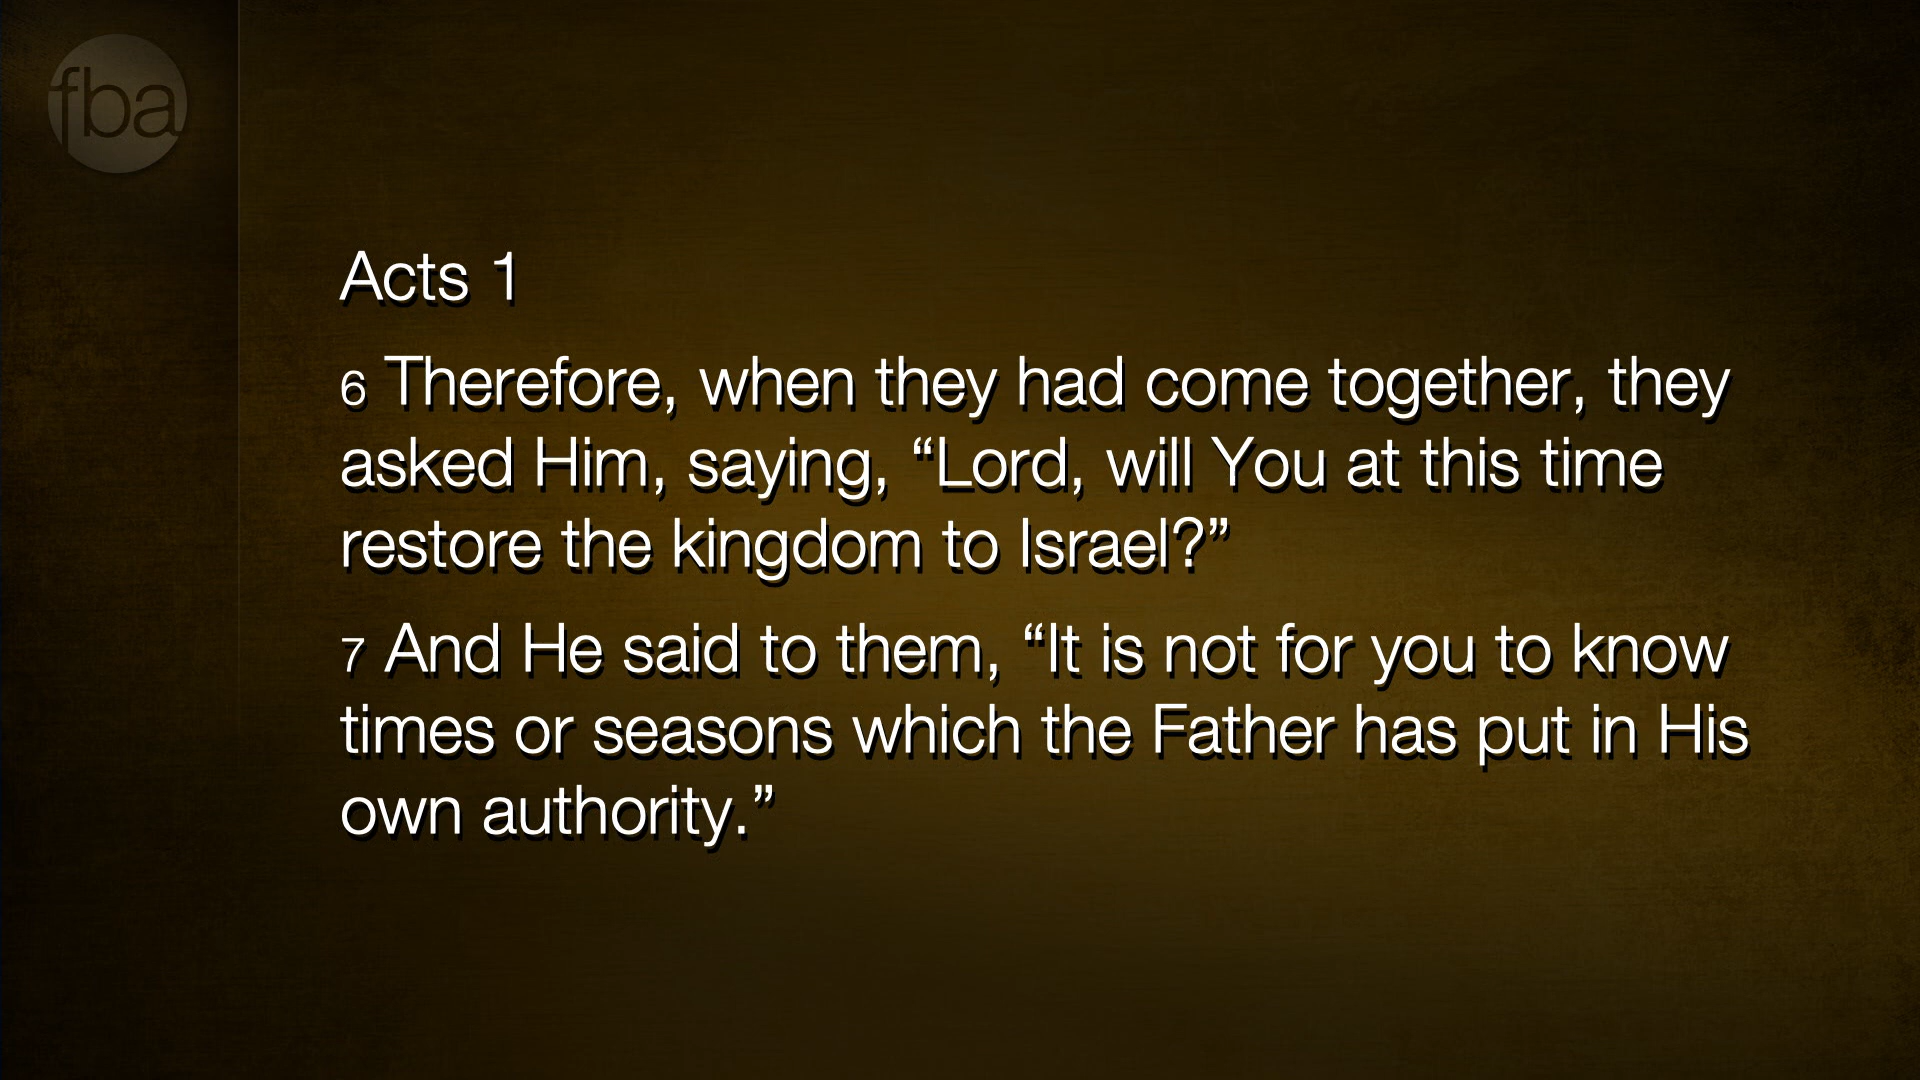 fba
Acts 1
6 Therefore, when they had come together, they
asked Him, saying, “Lord, will You at this time
restore the kingdom to Israel?”
7 And He said to them, “It is not for you to know
times or seasons which the Father has put in His
own authority.”